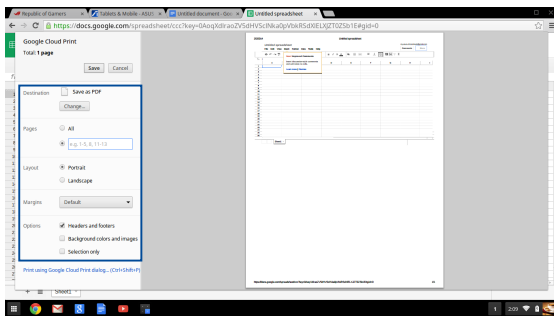 Republic of Gamers
Tablets & Mobile - ASU
Untitled document - Goo
Untitled spreadsheet
https://docs.google.com/spreadsheet/ccc?key=0AoqXdiraoZVSdHVScINka0pVbkRSdXlELXJZT0Z5b1E#gid=0
Google Cloud Print
Total: 1 page
Save Cancel
Destination Save as PDF
Change...
Pages All
e.g. 1-5, 8, 11-13
Layout Portrait
Landscape
Margins Default
Options Headers and footers
Background colors and images
Selection only
Print using Google Cloud Print dialog... (Ctrl+Shift+P)
Sheet1
Untitled spreadsheet
1 2:09